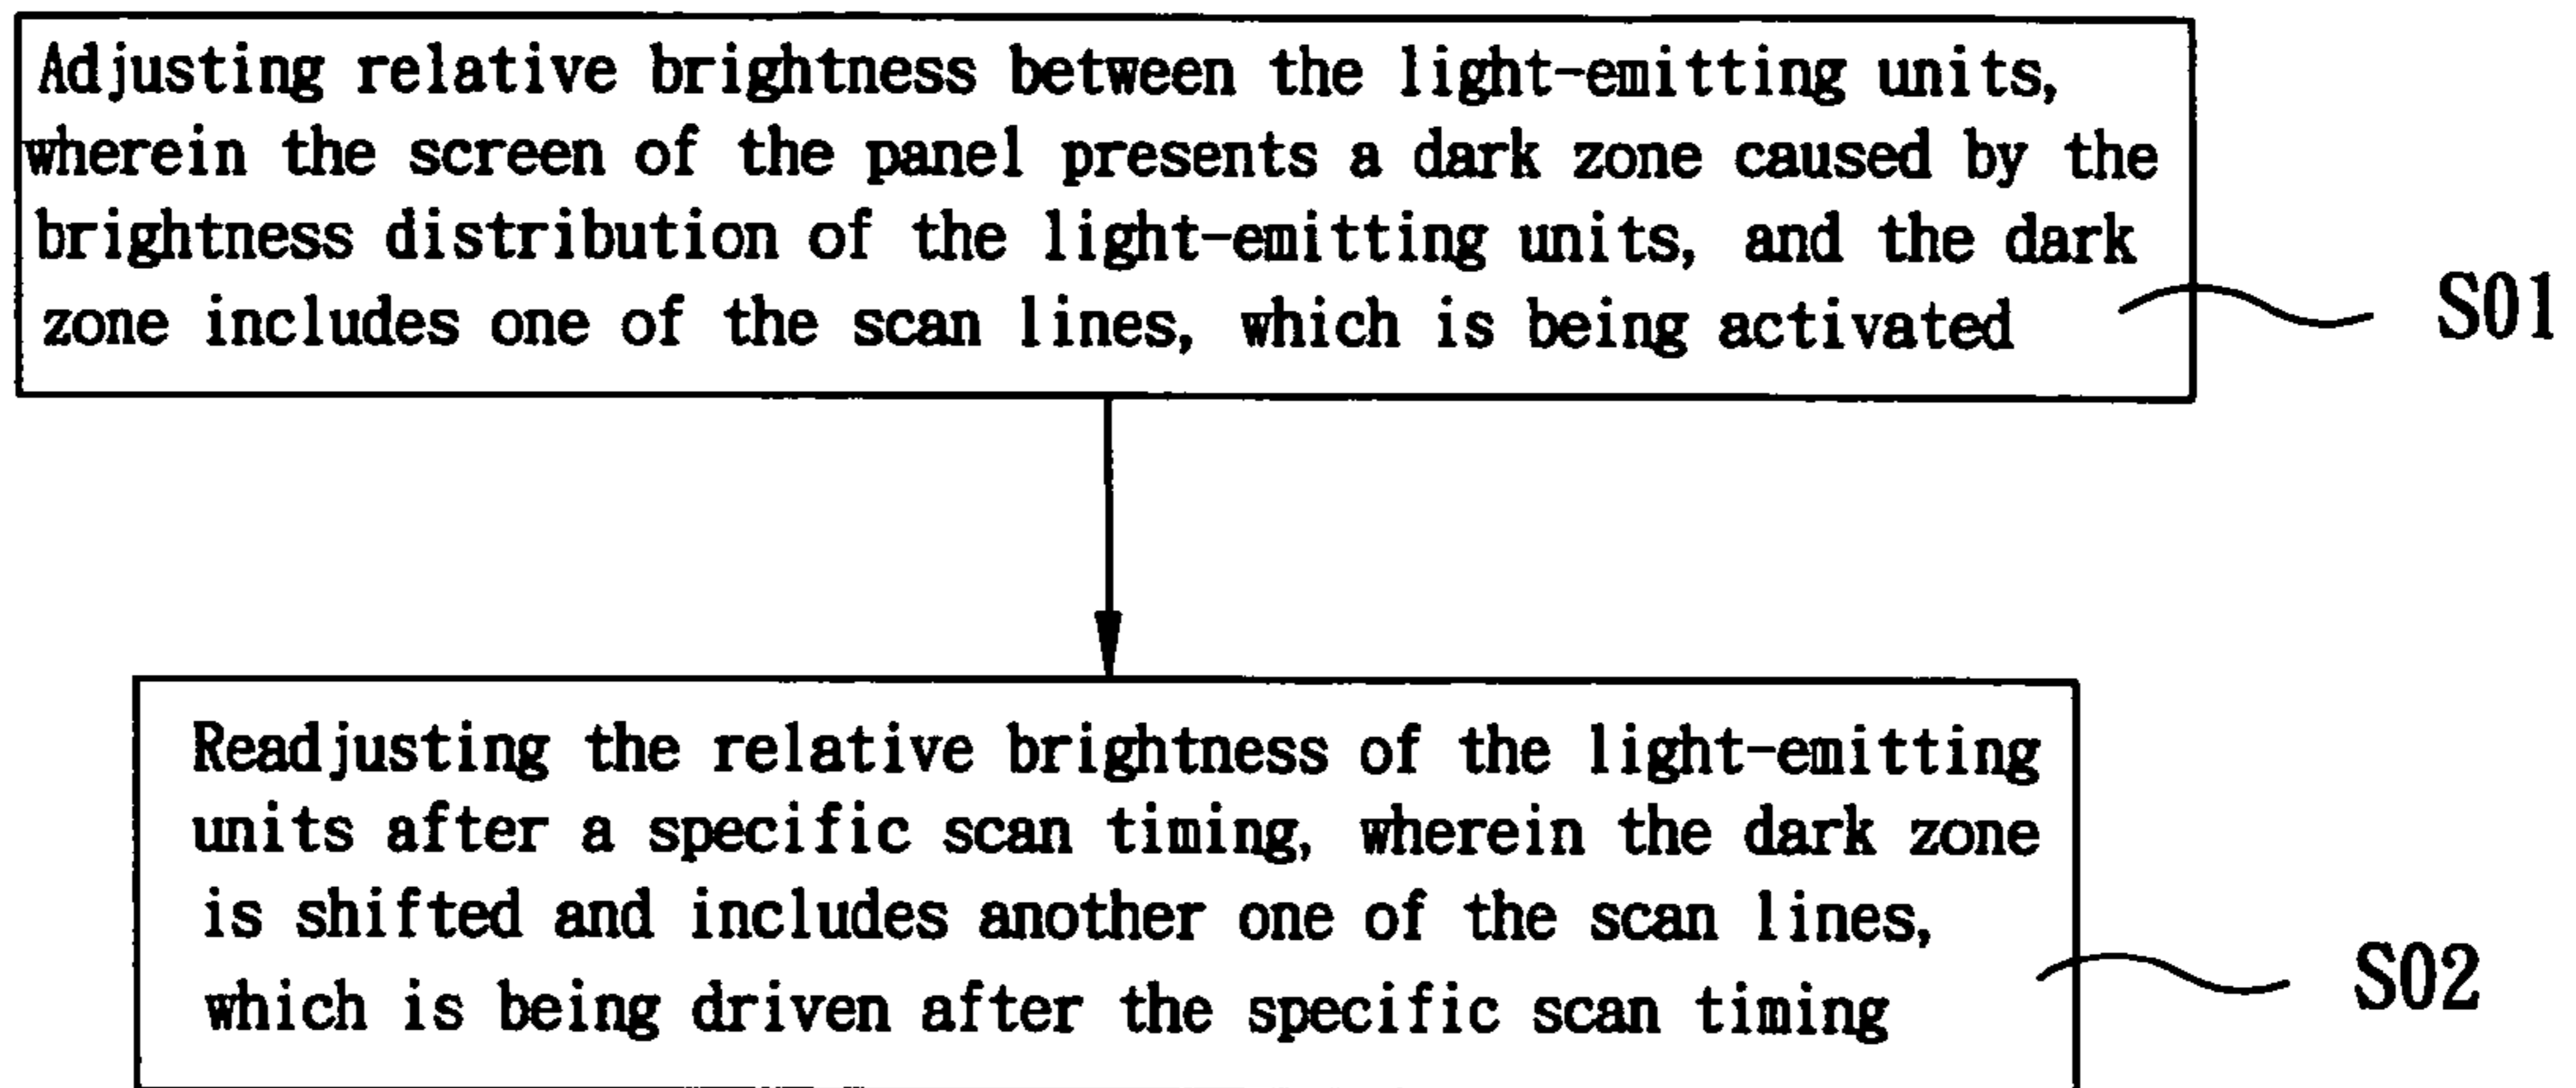 Adjusting relative brightness between the light-emitting units,
wherein the screen of the panel presents a dark zone caused by the
brightness distribution of the light-emitting units, and the dark
zone includes one of the scan lines, which is being activated
S01
Readjusting the relative brightness of the light-emitting
units after a specific scan timing, wherein the dark zone
is shifted and includes another one of the scan lines,
which is being driven after the specific scan timing
S02